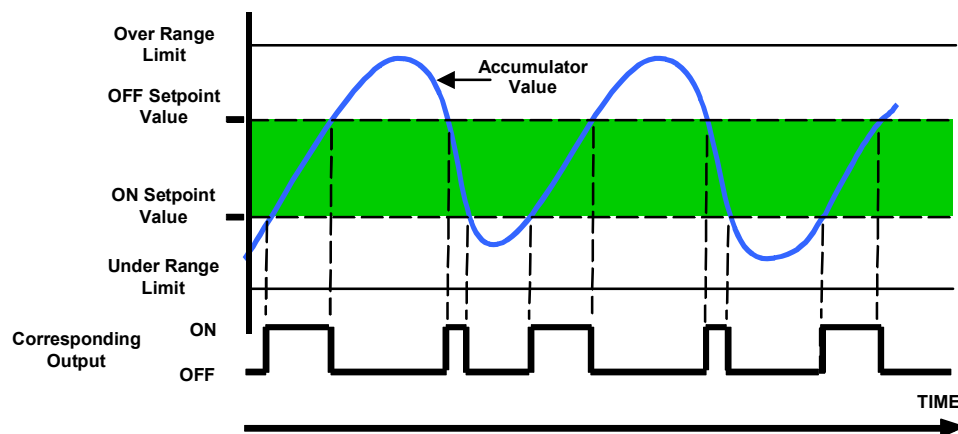 Over Range
Limit
Accumulator
Value
OFF Setpoint
Value
ON Setpoint
Value
Under Range
Limit
Corresponding
Output
ON
OFF
TIME